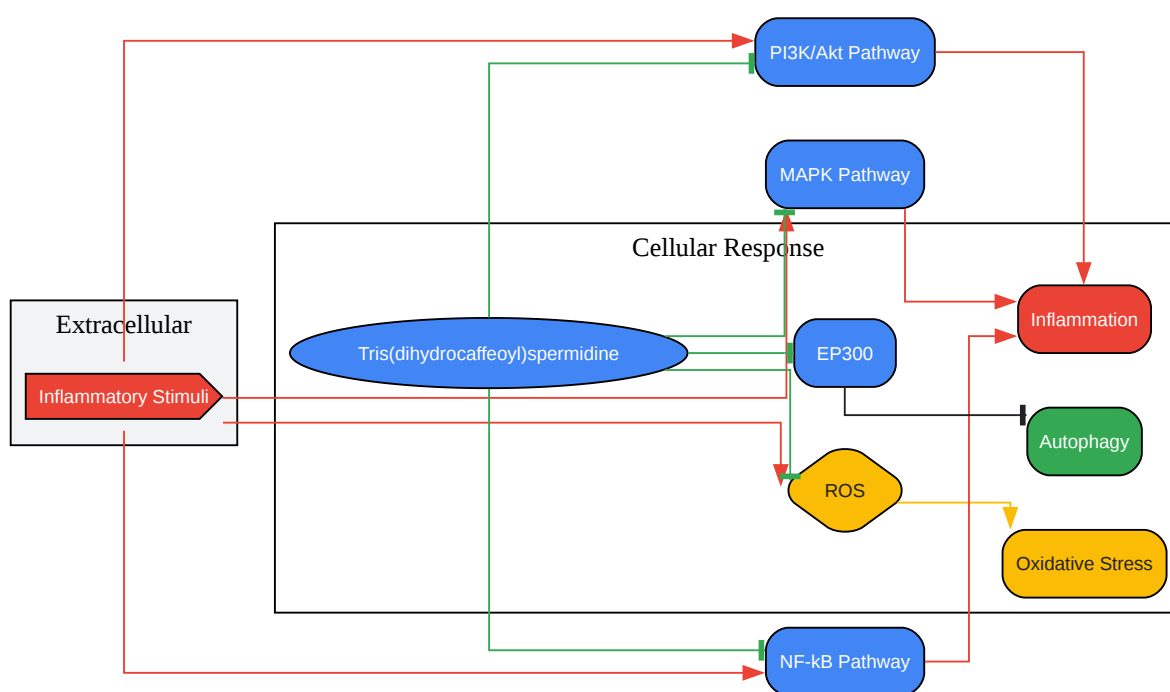 PI3K/Akt Pathway
MAPK Pathway
Cellular Response
Extracellular
Inflammation
Tris(dihydrocaffeoyl)spermidine
EP300
Inflammatory Stimuli
Autophagy
ROS
Oxidative Stress
NF-kB Pathway